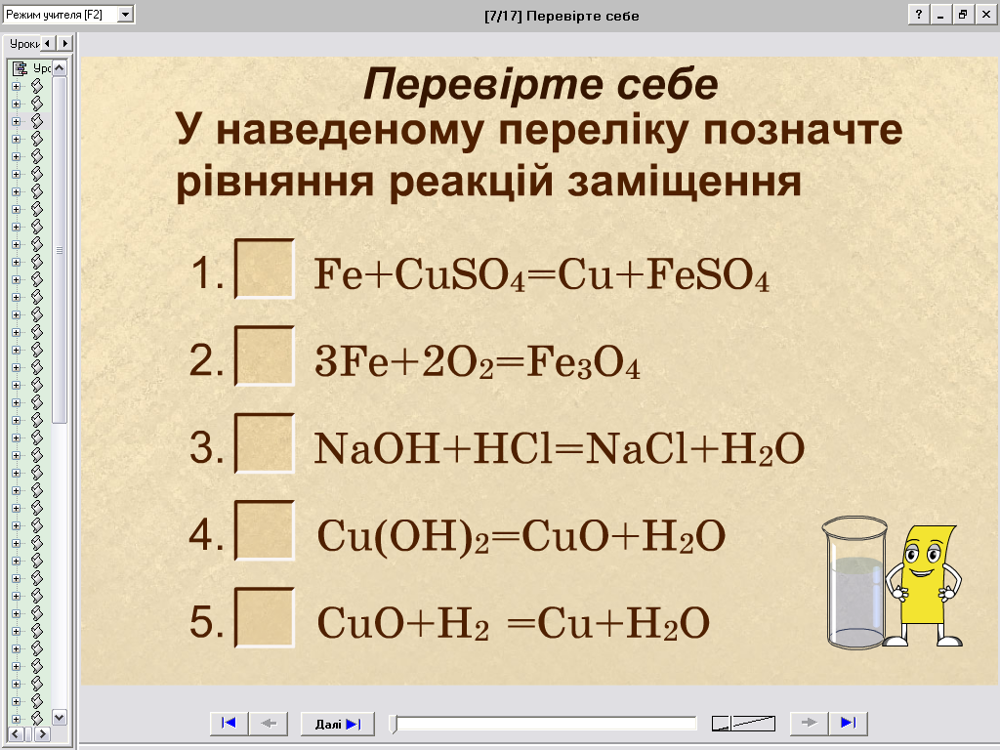 Режим учителя [F2]
[7/17] Перевірте себе
Уроки
Уро
Перевірте себе
У наведеному переліку позначте
рівняння реакцій заміщення
1. Fe+CuSO₄=Cu+FeSO₄
2. 3Fe+2O₂=Fe₃O₄
3. NaOH+HCl=NaCl+H₂O
4. Cu(OH)₂=CuO+H₂O
5. CuO+H₂ =Cu+H₂O
Далі